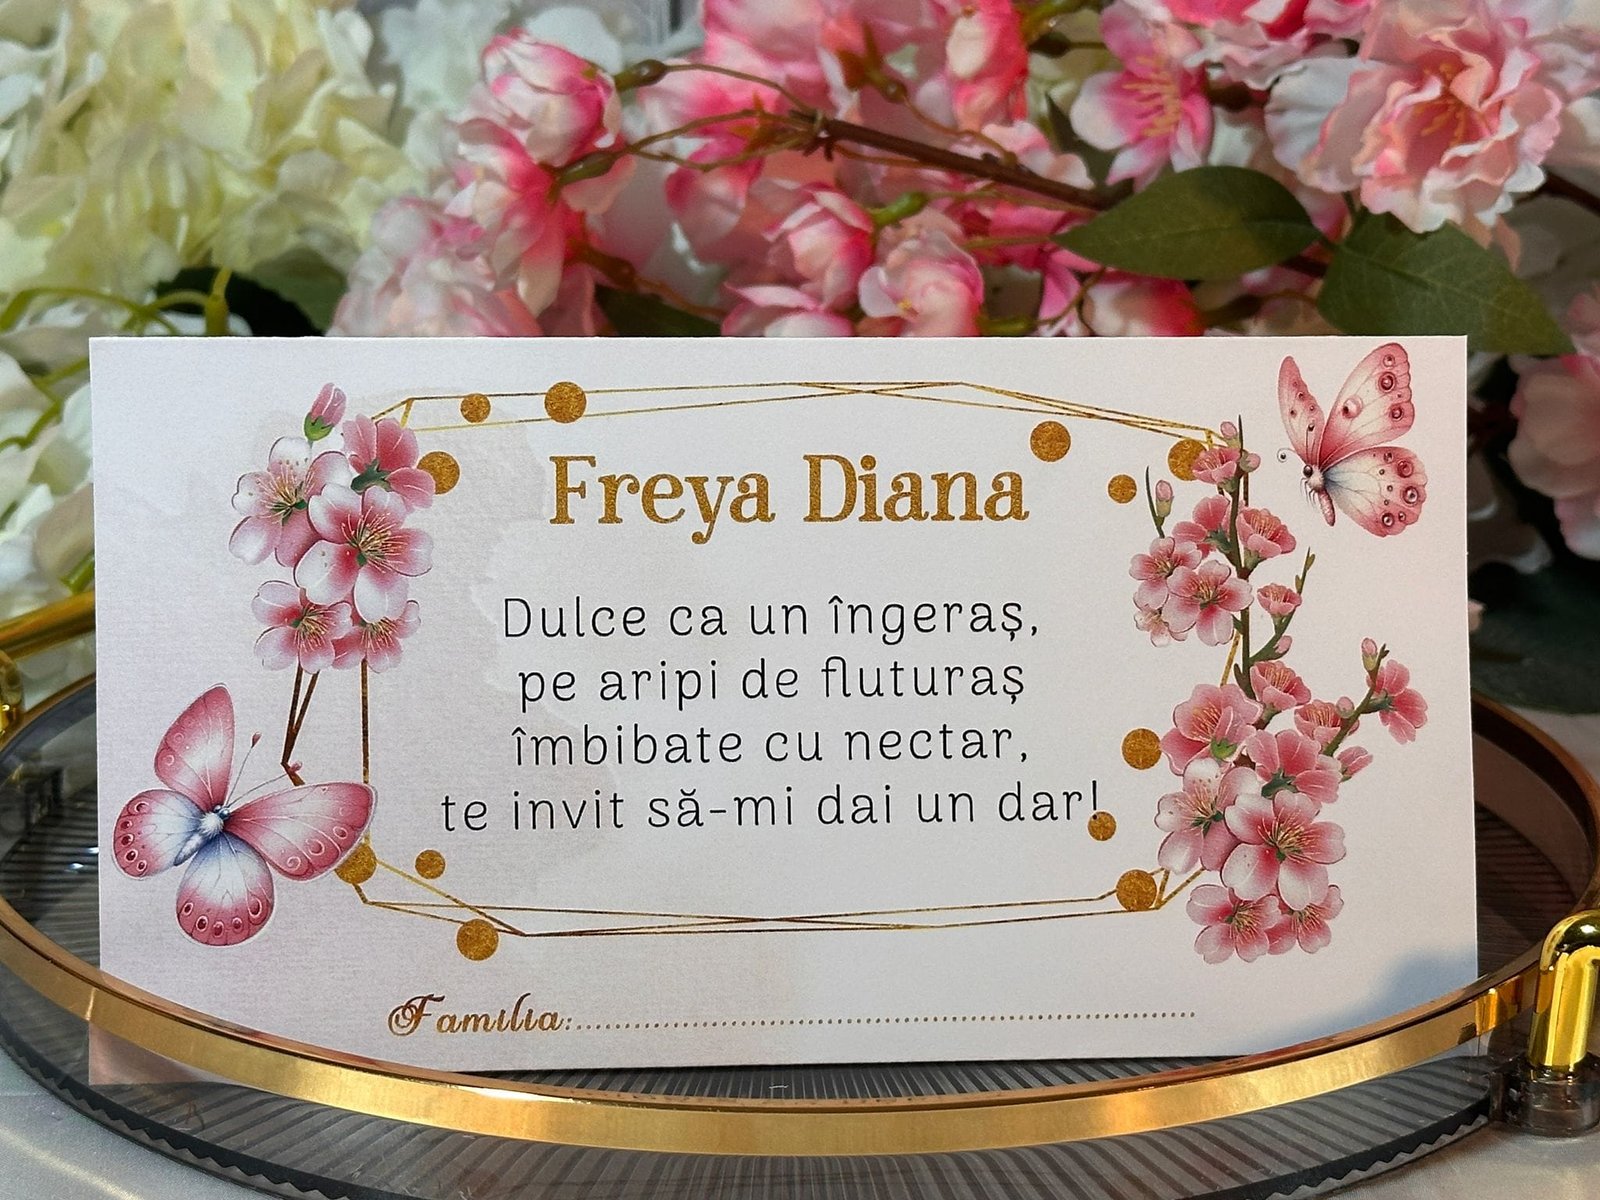 Freya Diana
Dulce ca un îngeraș,
pe aripi de fluturaș
îmbibate cu nectar,
te invit să-mi dai un dar!
Familia:......................................................................